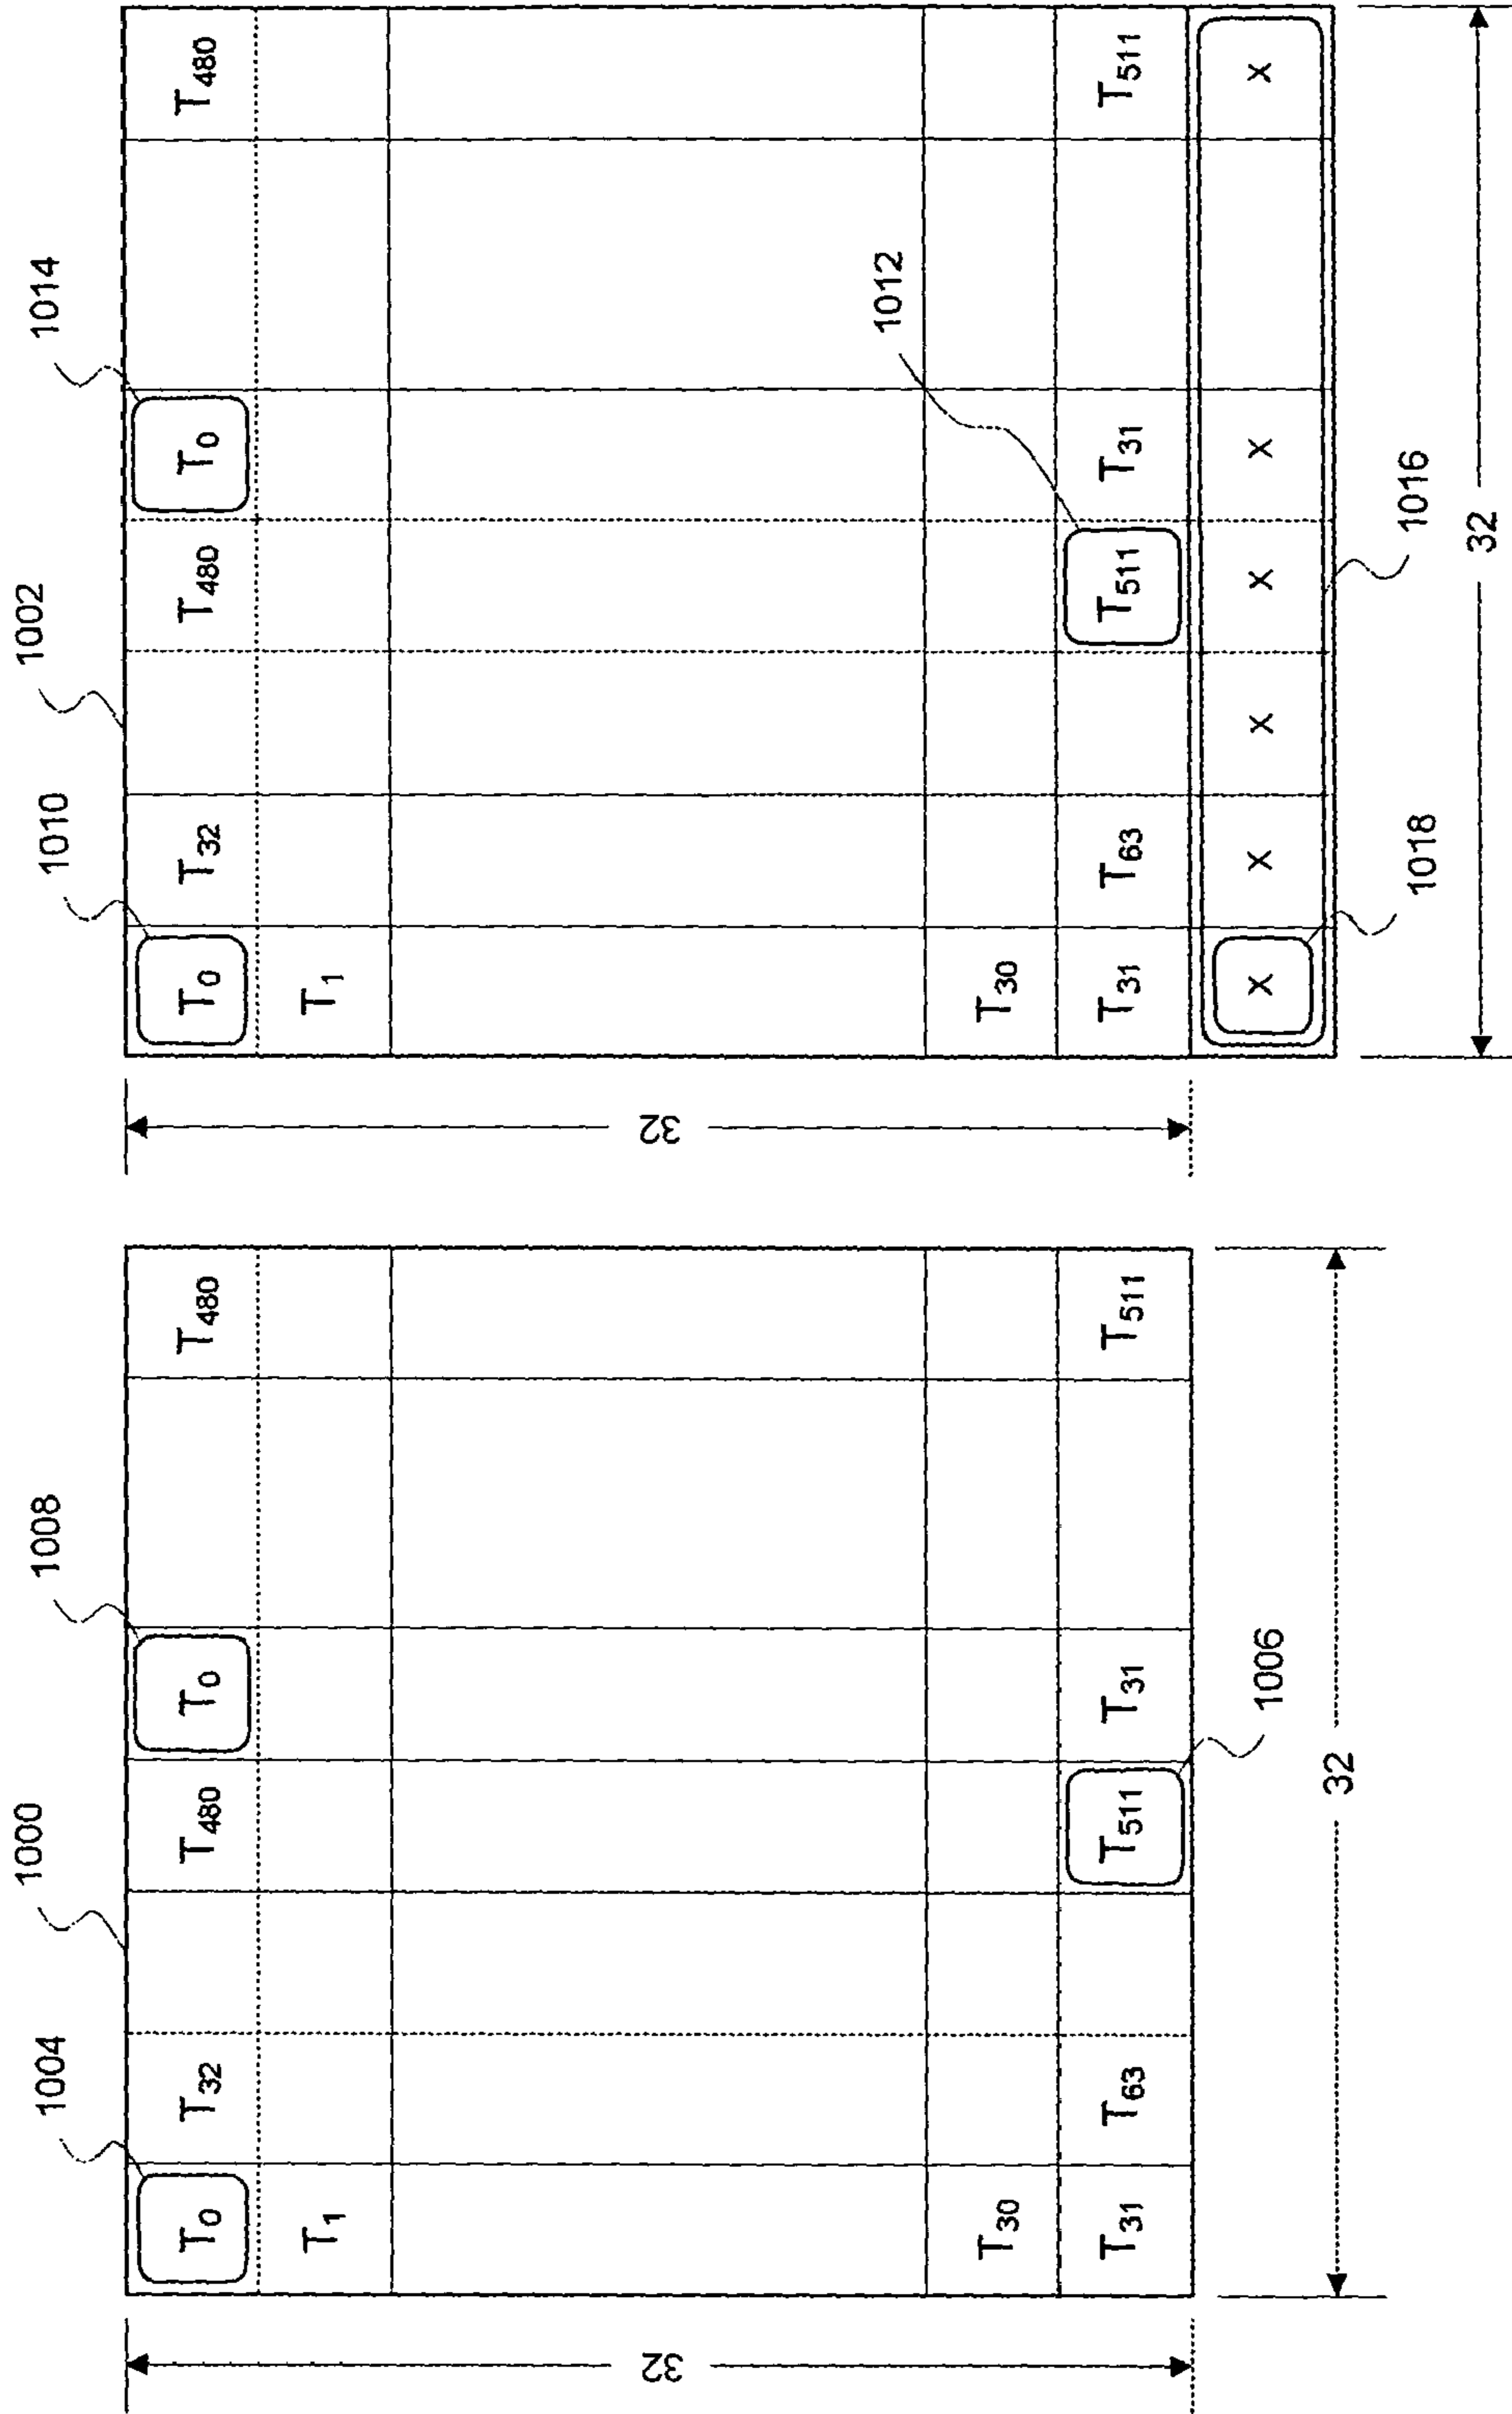 1004 1000 1008 1010 1002 1014
T0 T32 T480 T0 T480 T0 T32 T480 T0 T480
T1 T1
32 32
1012
T30 T30
T31 T63 T511 T31 T511 T31 T63 T511 T31 T511
1006 X X X X X X
32
1018 1016
32